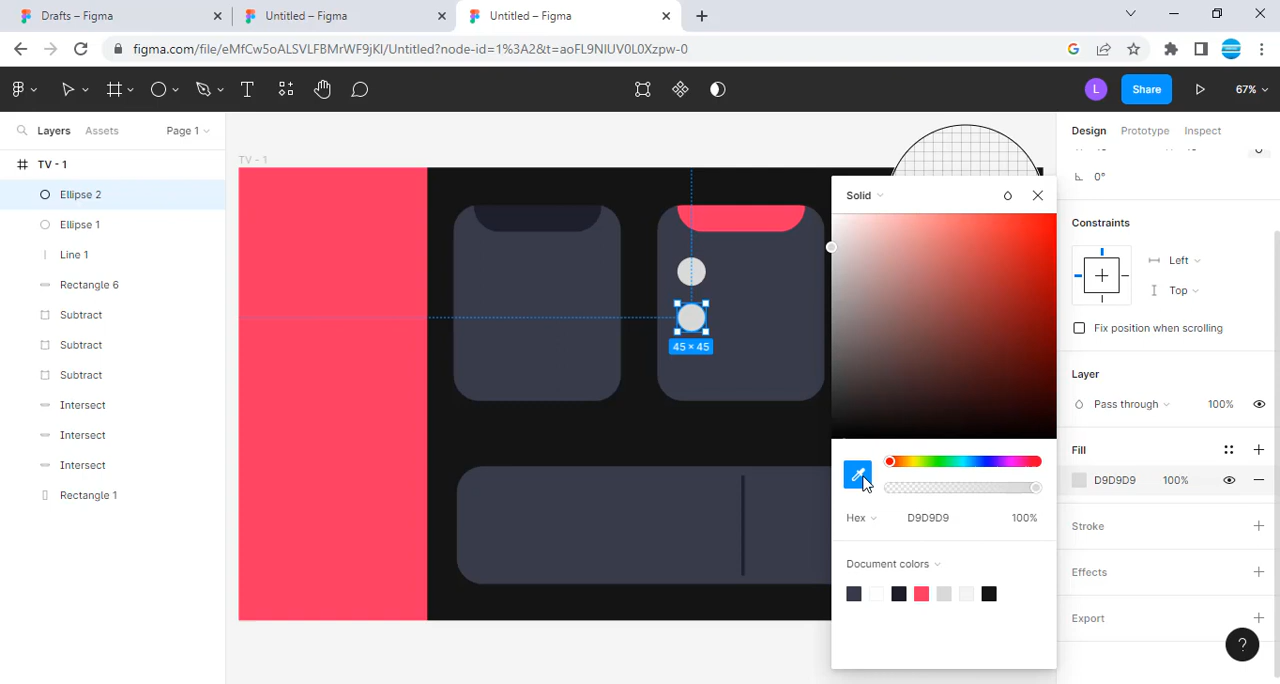 Drafts – Figma
Untitled – Figma
Untitled – Figma
figma.com/file/eMfCw5oALSVLFBMrWF9jKI/Untitled?node-id=1%3A2&t=aoFL9NIUV0L0Xzpw-0
L
Share
67%
Layers
Assets
Page 1
TV - 1
Ellipse 2
Ellipse 1
Line 1
Rectangle 6
Subtract
Subtract
Subtract
Intersect
Intersect
Intersect
Rectangle 1
TV - 1
45 × 45
Solid
Hex
D9D9D9
100%
Document colors
Design
Prototype
Inspect
0°
Constraints
Left
Top
Fix position when scrolling
Layer
Pass through
100%
Fill
D9D9D9
100%
Stroke
Effects
Export
?